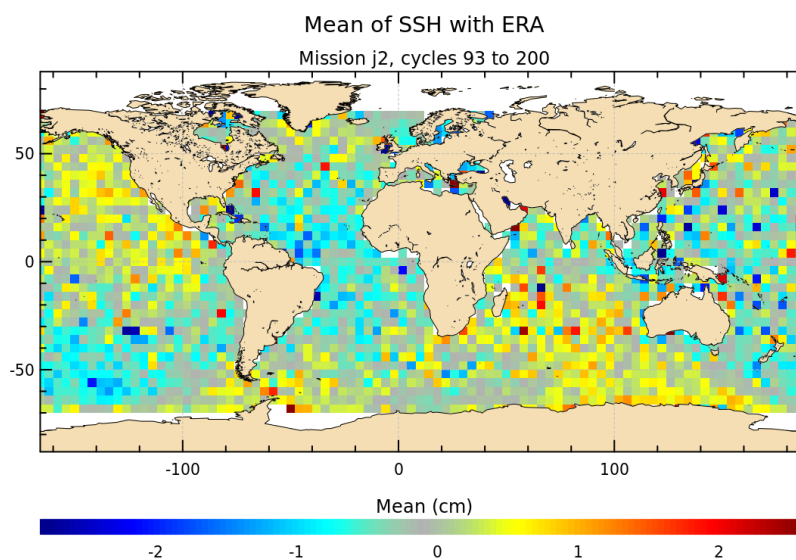 Mean of SSH with ERA
Mission j2, cycles 93 to 200
50
0
-50
-100 0 100
Mean (cm)
-2 -1 0 1 2